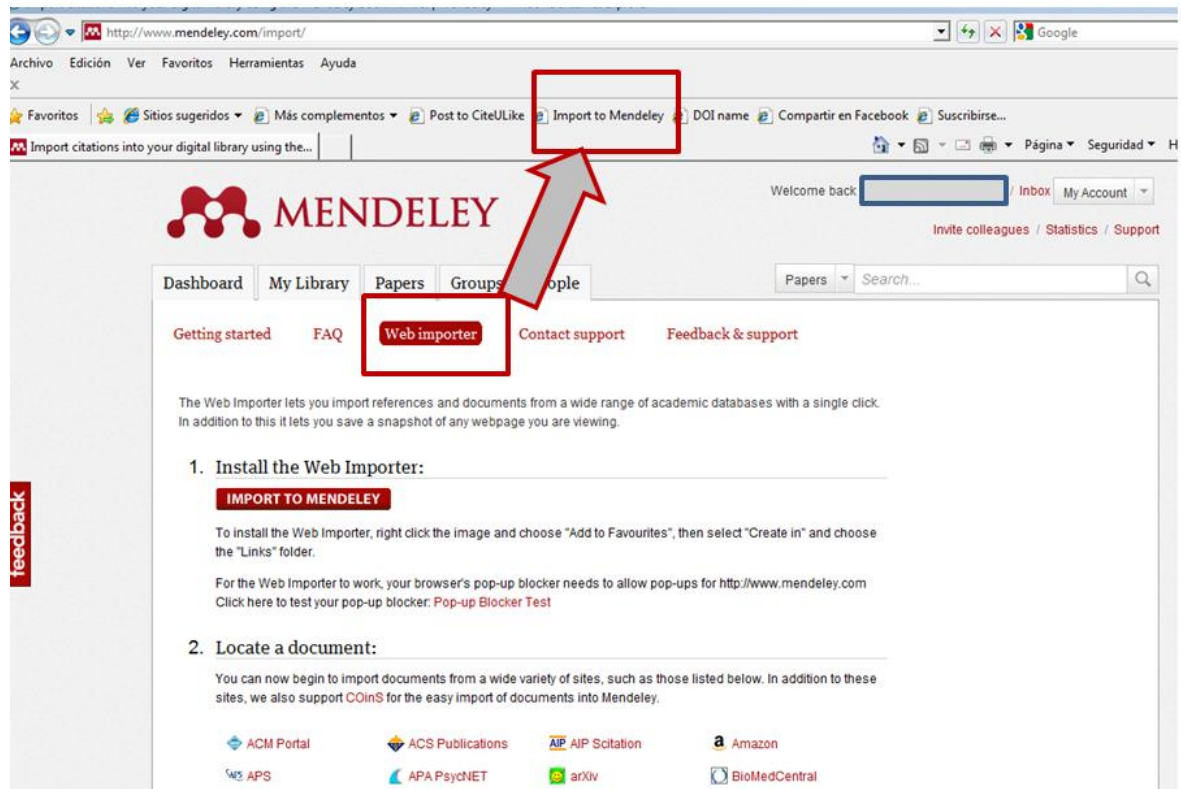 http://www.mendeley.com/import/
Google
Archivo Edición Ver Favoritos Herramientas Ayuda
X
Favoritos Sitios sugeridos Más complementos Post to CiteULike Import to Mendeley DOI name Compartir en Facebook Suscribirse...
Import citations into your digital library using the...
Página Seguridad H
MENDELEY
Welcome back / Inbox My Account
Invite colleagues / Statistics / Support
Dashboard My Library Papers Groups ople
Papers Search...
Getting started FAQ Web importer Contact support Feedback & support
The Web Importer lets you import references and documents from a wide range of academic databases with a single click.
In addition to this it lets you save a snapshot of any webpage you are viewing.
1. Install the Web Importer:
IMPORT TO MENDELEY
To install the Web Importer, right click the image and choose "Add to Favourites", then select "Create in" and choose
the "Links" folder.
For the Web Importer to work, your browser's pop-up blocker needs to allow pop-ups for http://www.mendeley.com
Click here to test your pop-up blocker: Pop-up Blocker Test
feedback
2. Locate a document:
You can now begin to import documents from a wide variety of sites, such as those listed below. In addition to these
sites, we also support COinS for the easy import of documents into Mendeley.
ACM Portal ACS Publications AIP AIP Scitation a Amazon
APS APS APA PsycNET arXiv BioMedCentral